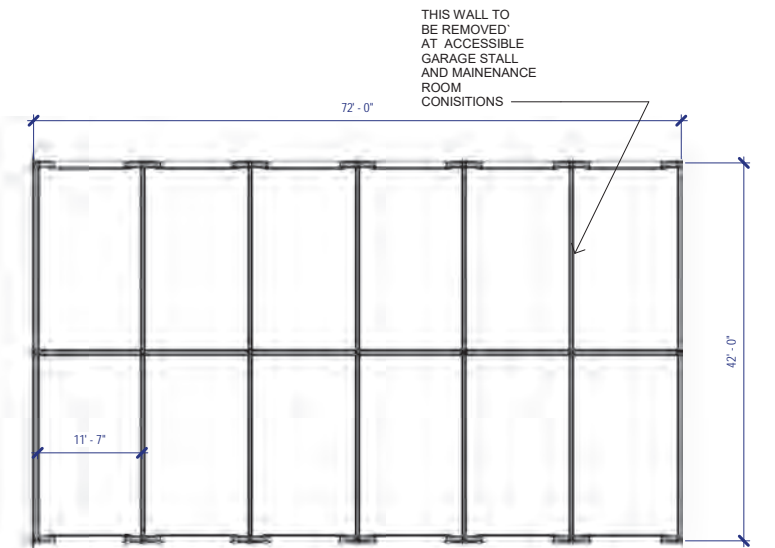 THIS WALL TO
BE REMOVED`
AT ACCESSIBLE
GARAGE STALL
AND MAINENANCE
ROOM
CONISITIONS
72' - 0"
42' - 0"
11' - 7"